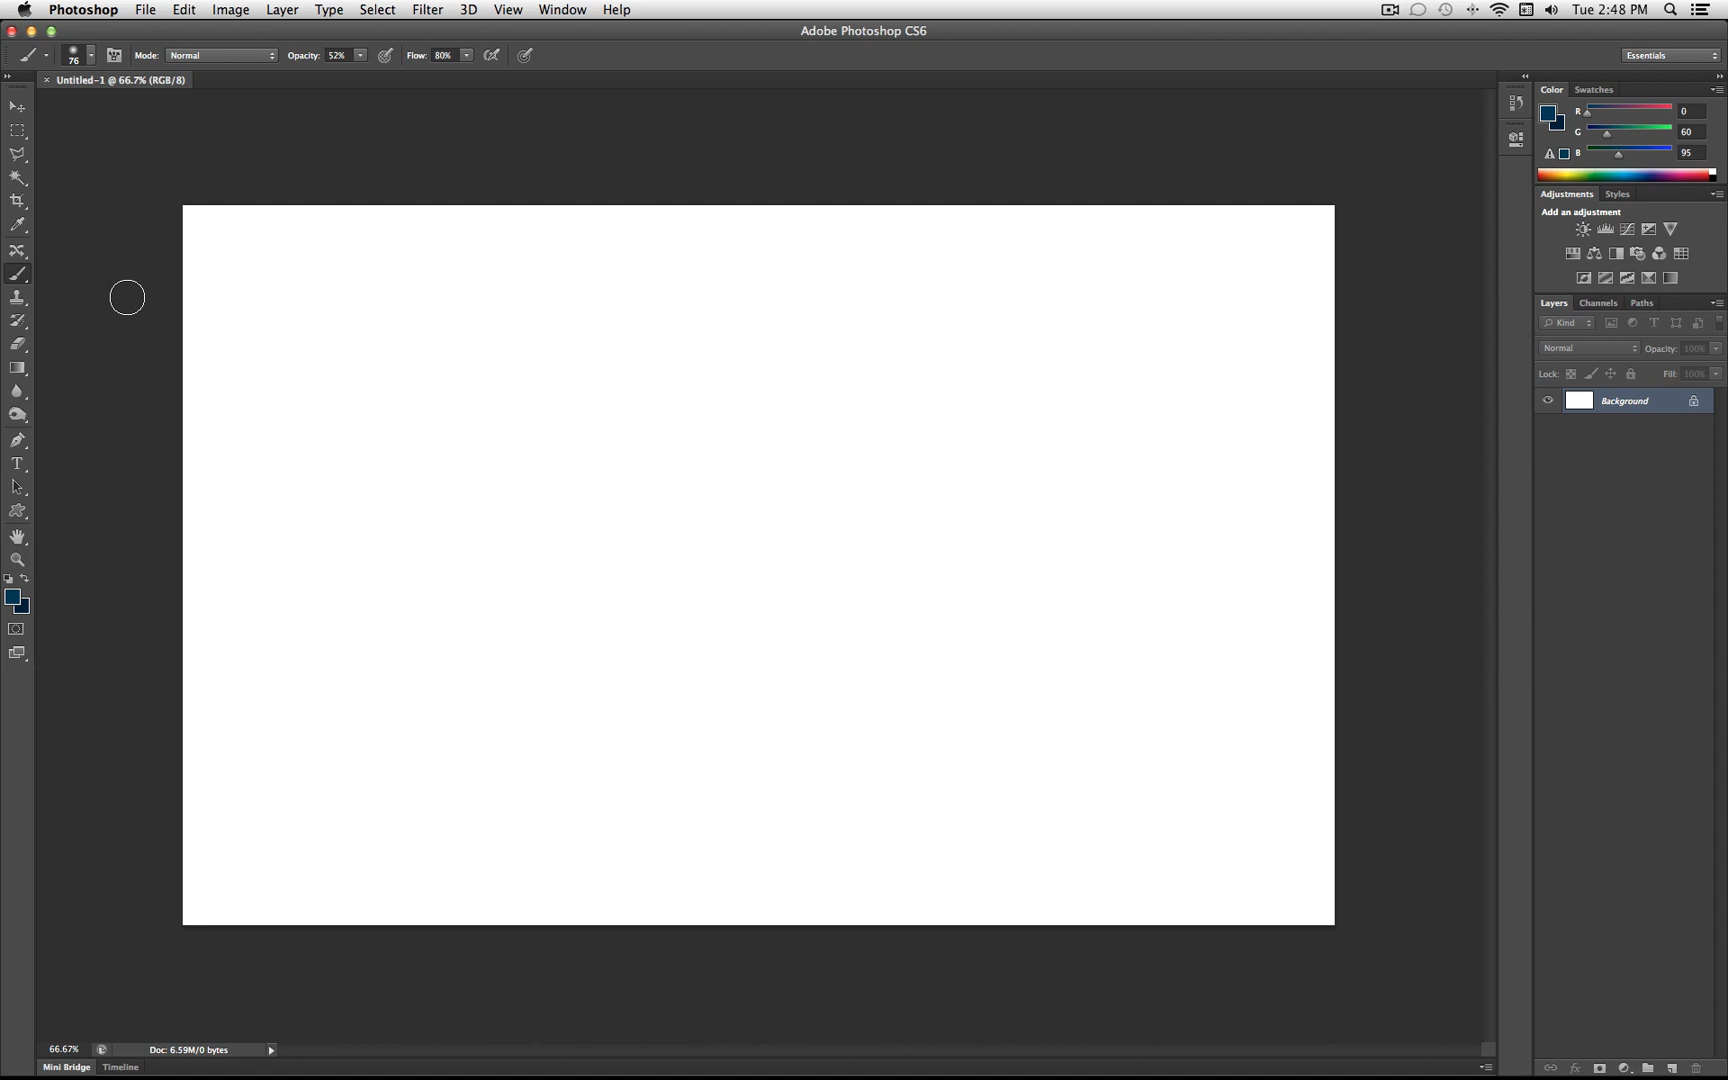 Photoshop File Edit Image Layer Type Select Filter 3D View Window Help Tue 2:48 PM
Adobe Photoshop CS6
76 Mode: Normal Opacity: 52% Flow: 80% Essentials
× Untitled-1 @ 66.7% (RGB/8)
Color Swatches
R 0
G 60
B 95
Adjustments Styles
Add an adjustment
Layers Channels Paths
Kind T
Normal Opacity: 100%
Lock: Fill: 100%
Background
T
66.67% Doc: 6.59M/0 bytes
Mini Bridge Timeline
fx